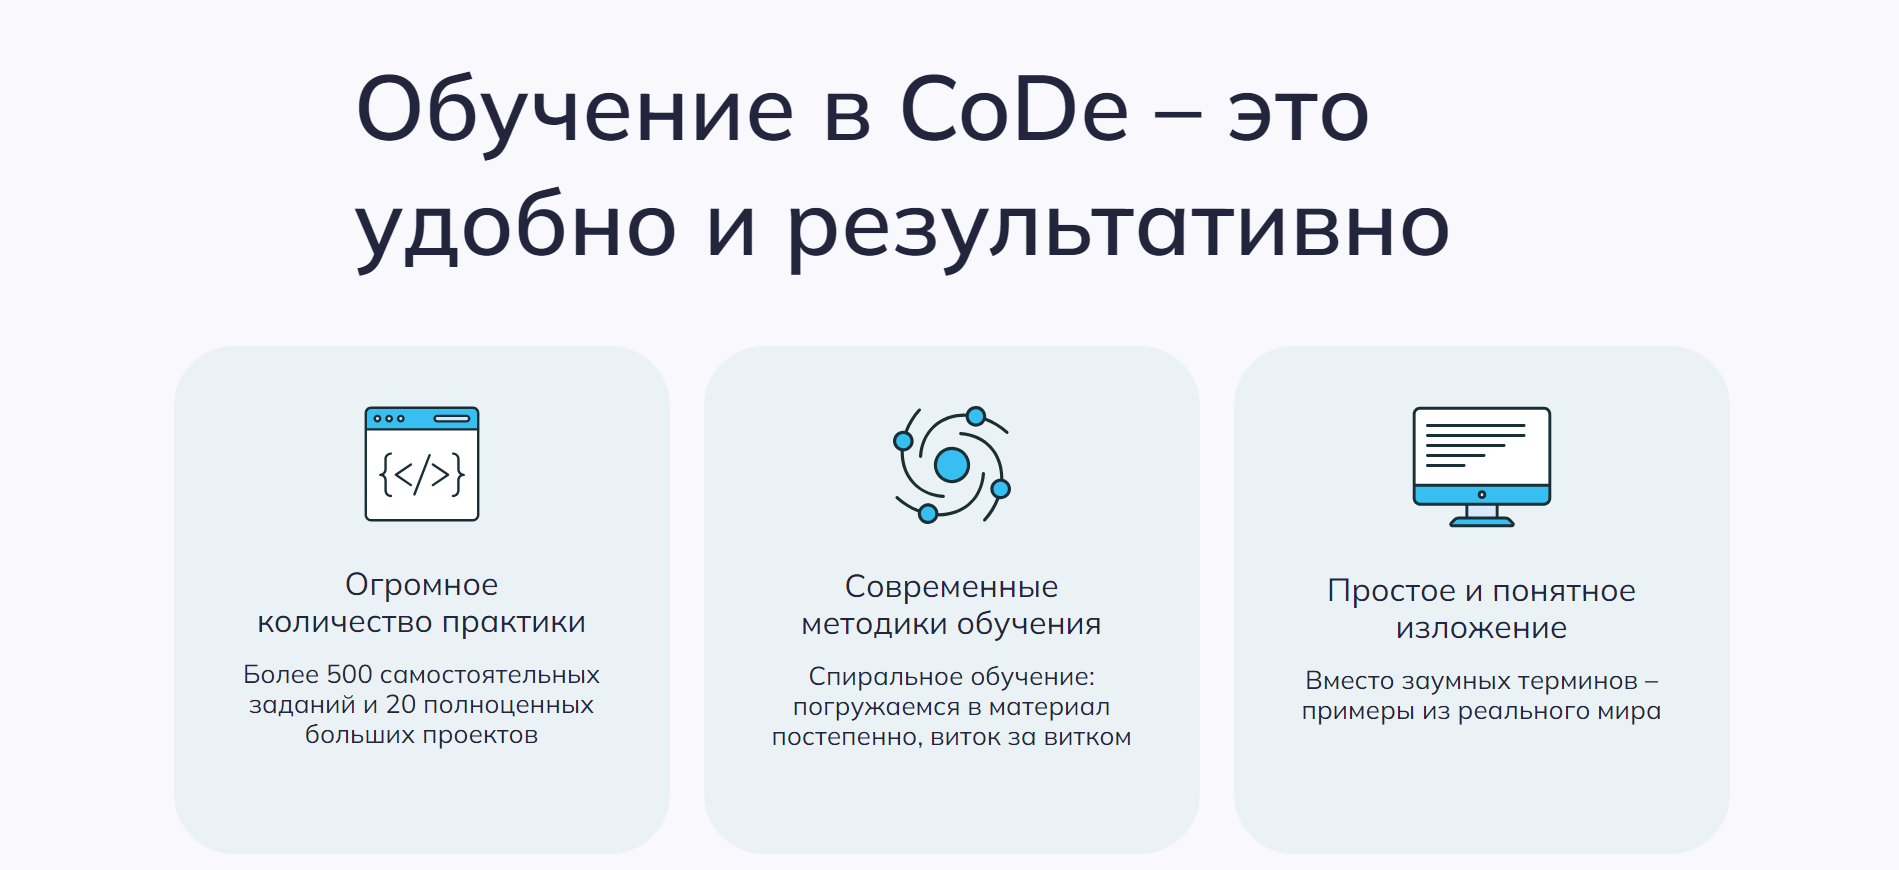 Обучение в CoDe – это
удобно и результативно
{</>}
Огромное
количество практики
Более 500 самостоятельных
заданий и 20 полноценных
больших проектов
Современные
методики обучения
Спиральное обучение:
погружаемся в материал
постепенно, виток за витком
Простое и понятное
изложение
Вместо заумных терминов –
примеры из реального мира